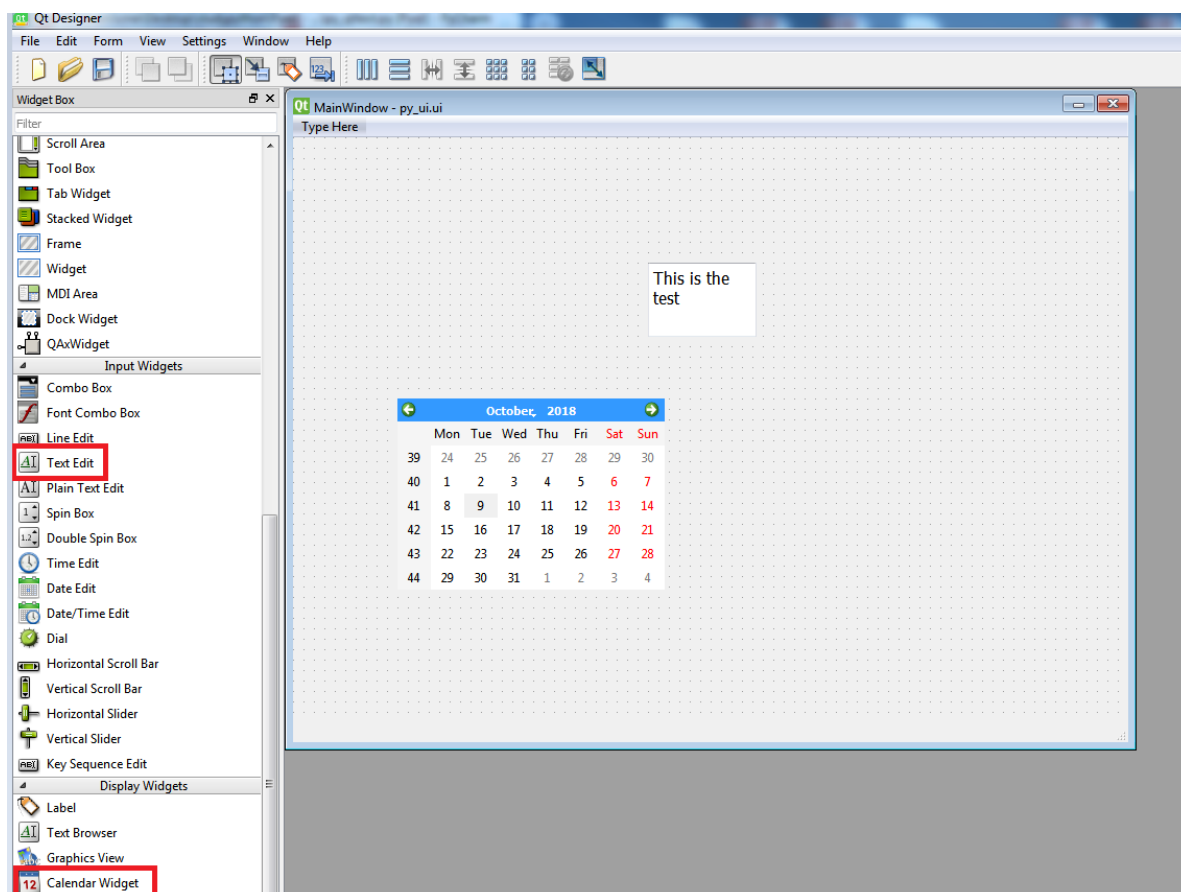 Qt Designer
File Edit Form View Settings Window Help
Widget Box
Filter
Scroll Area
Tool Box
Tab Widget
Stacked Widget
Frame
Widget
MDI Area
Dock Widget
QAxWidget
Input Widgets
Combo Box
Font Combo Box
Line Edit
Text Edit
Plain Text Edit
Spin Box
Double Spin Box
Time Edit
Date Edit
Date/Time Edit
Dial
Horizontal Scroll Bar
Vertical Scroll Bar
Horizontal Slider
Vertical Slider
Key Sequence Edit
Display Widgets
Label
Text Browser
Graphics View
12 Calendar Widget
MainWindow - py_ui.ui
Type Here
This is the
test
October, 2018
Mon Tue Wed Thu Fri Sat Sun
39 24 25 26 27 28 29 30
40 1 2 3 4 5 6 7
41 8 9 10 11 12 13 14
42 15 16 17 18 19 20 21
43 22 23 24 25 26 27 28
44 29 30 31 1 2 3 4